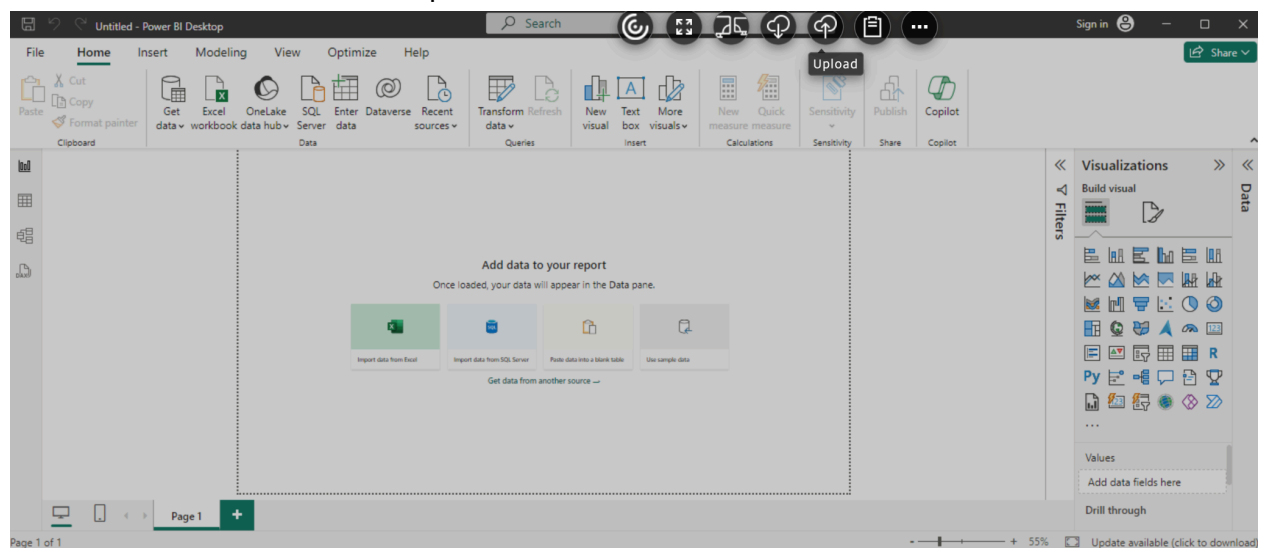 Untitled - Power BI Desktop
Search
Sign in
Upload
File Home Insert Modeling View Optimize Help
Share
Paste
Cut
Copy
Format painter
Get data
Excel workbook
OneLake data hub
SQL Server
Enter data
Dataverse
Recent sources
Transform data
Refresh
New visual
Text box
More visuals
New measure
Quick measure
Sensitivity
Publish
Copilot
Clipboard Data Queries Insert Calculations Sensitivity Share Copilot
Filters
Visualizations
Data
Build visual
Add data to your report
Once loaded, your data will appear in the Data pane.
Import data from Excel
Import data from SQL Server
Paste data into a blank table
Use sample data
Get data from another source →
123
R
Py
...
Values
Add data fields here
Drill through
Page 1
Page 1 of 1
- + 55%
Update available (click to download)